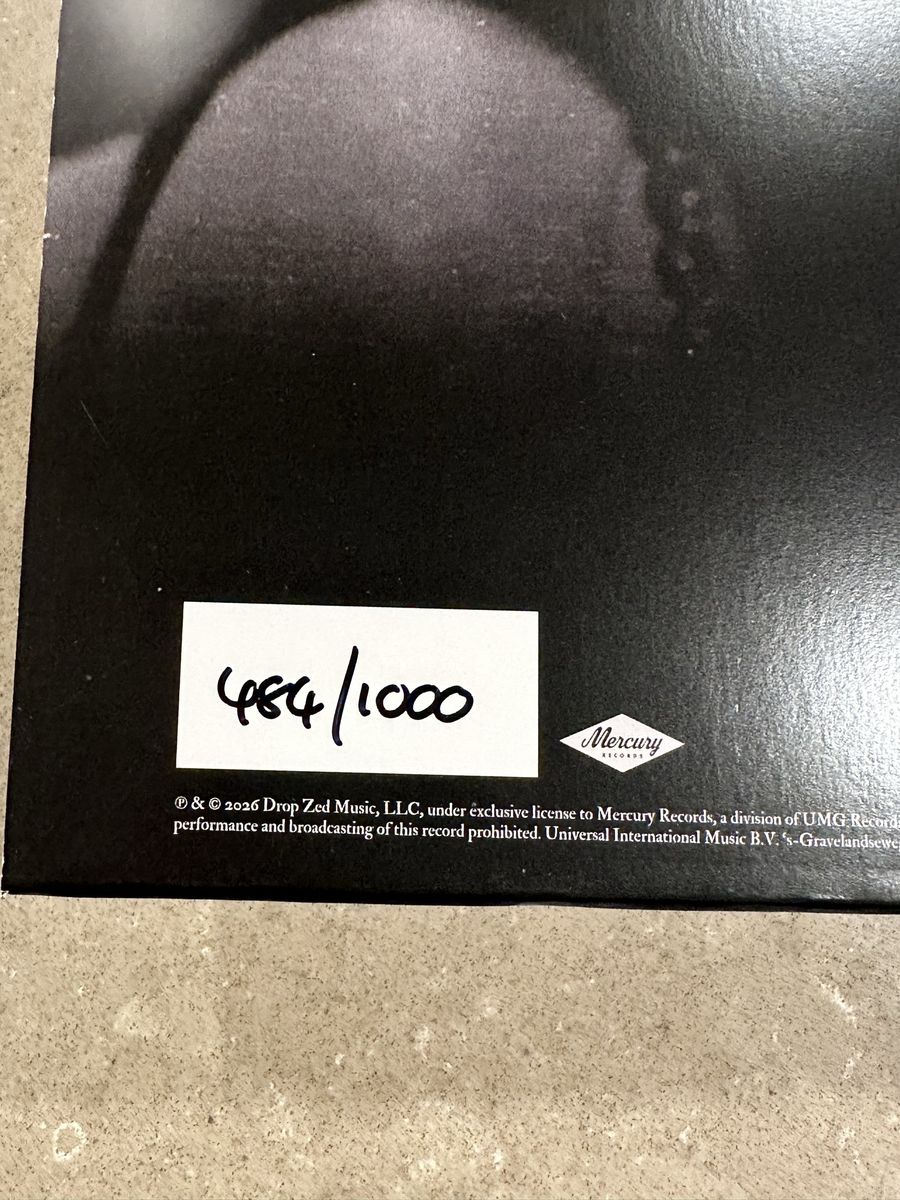 484/1000
Mercury
RECORDS
℗ & © 2026 Drop Zed Music, LLC, under exclusive license to Mercury Records, a division of UMG
performance and broadcasting of this record prohibited. Universal International Music B.V. 's-